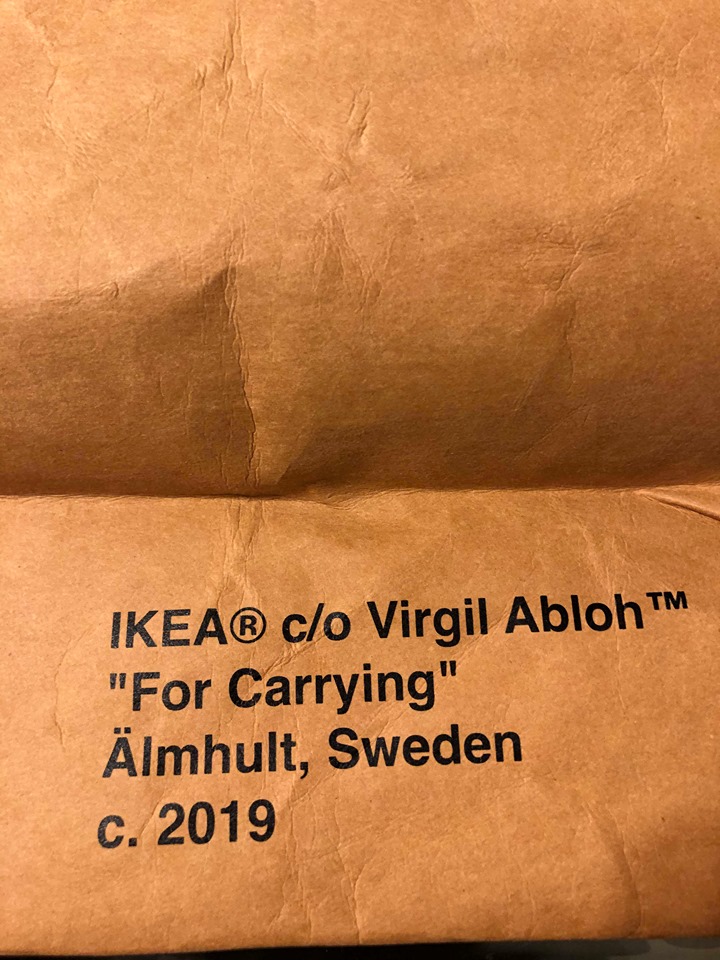 IKEA® c/o Virgil Abloh™
"For Carrying"
Älmhult, Sweden
c. 2019